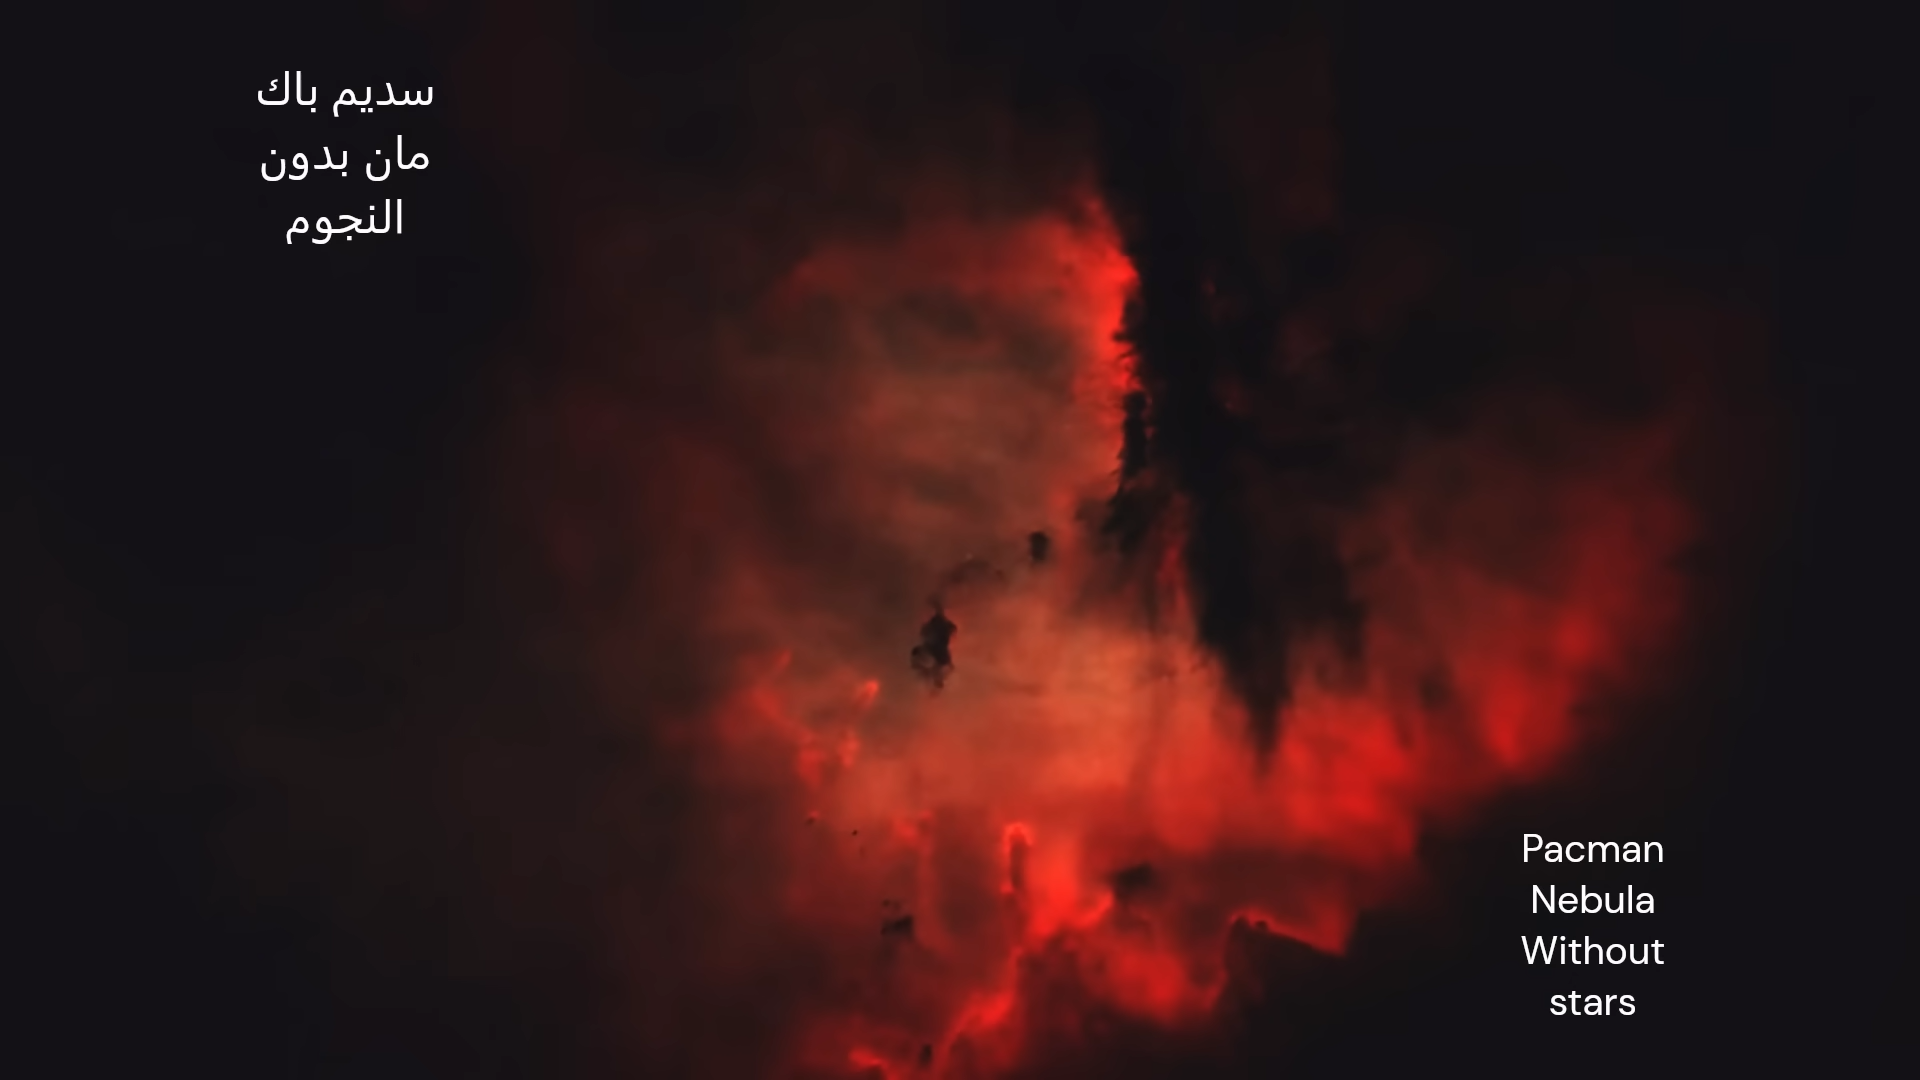 سديم باك
مان بدون
النجوم
Pacman
Nebula
Without
stars